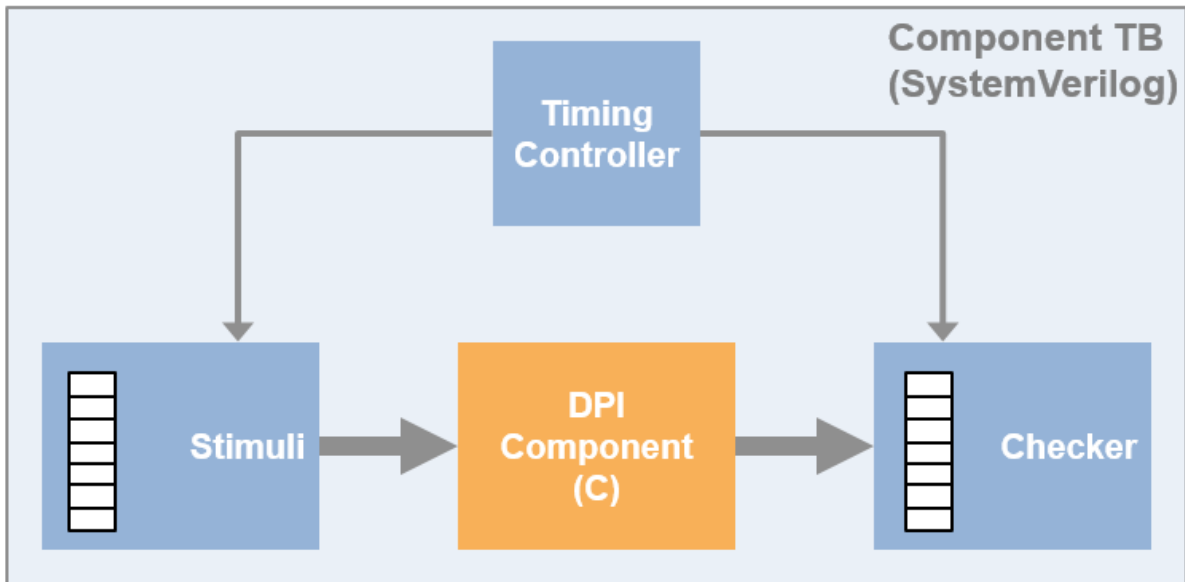 Component TB
(SystemVerilog)
Timing
Controller
Stimuli
DPI
Component
(C)
Checker